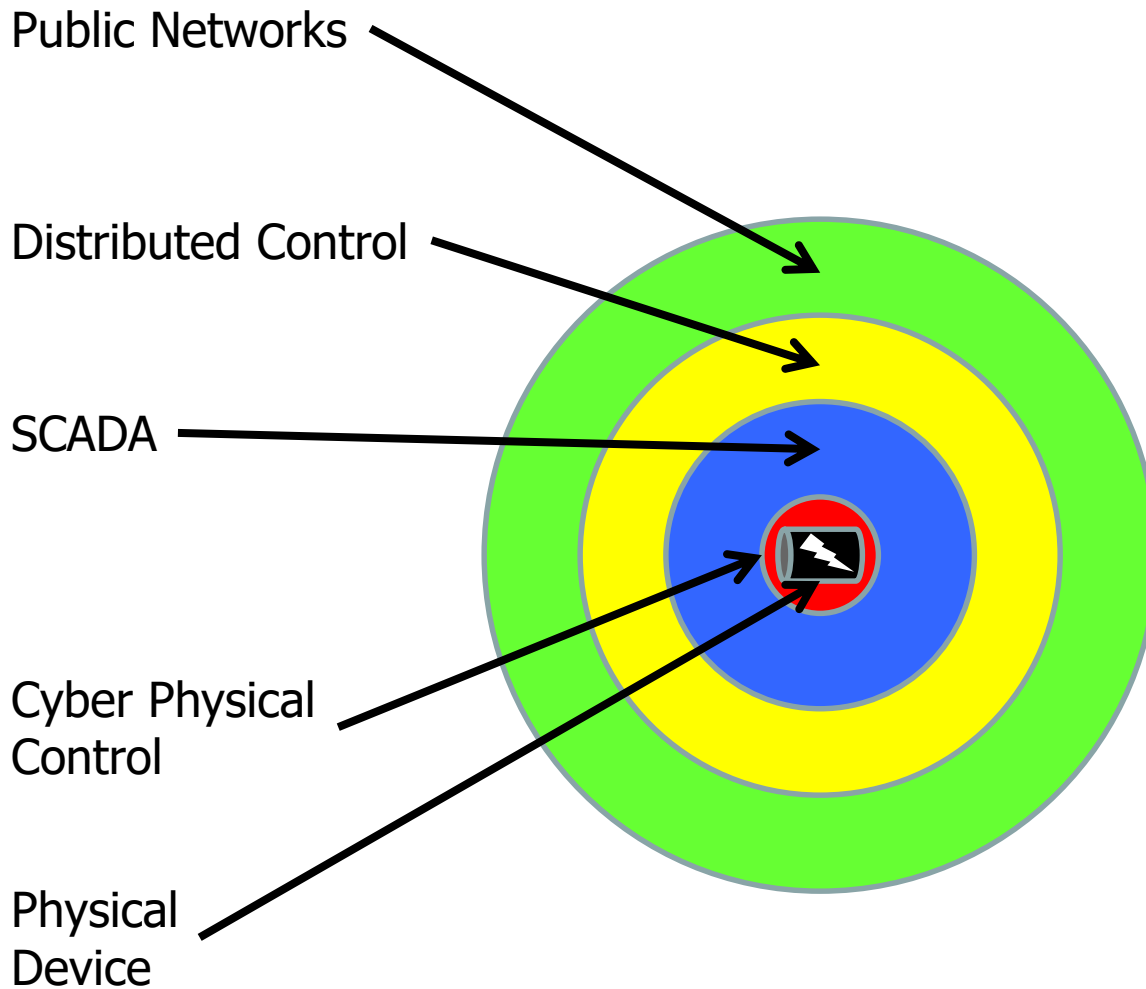 Public Networks
Distributed Control
SCADA
Cyber Physical
Control
Physical
Device